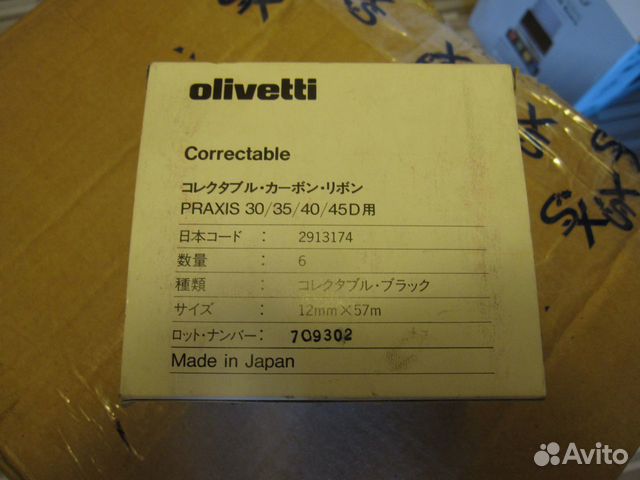 olivetti
Correctable
コレクタブル・カーボン・リボン
PRAXIS 30/35/40/45D用
日本コード : 2913174
数量 : 6
種類 : コレクタブル・ブラック
サイズ : 12mm×57m
ロット・ナンバー: 709302
Made in Japan
Avito